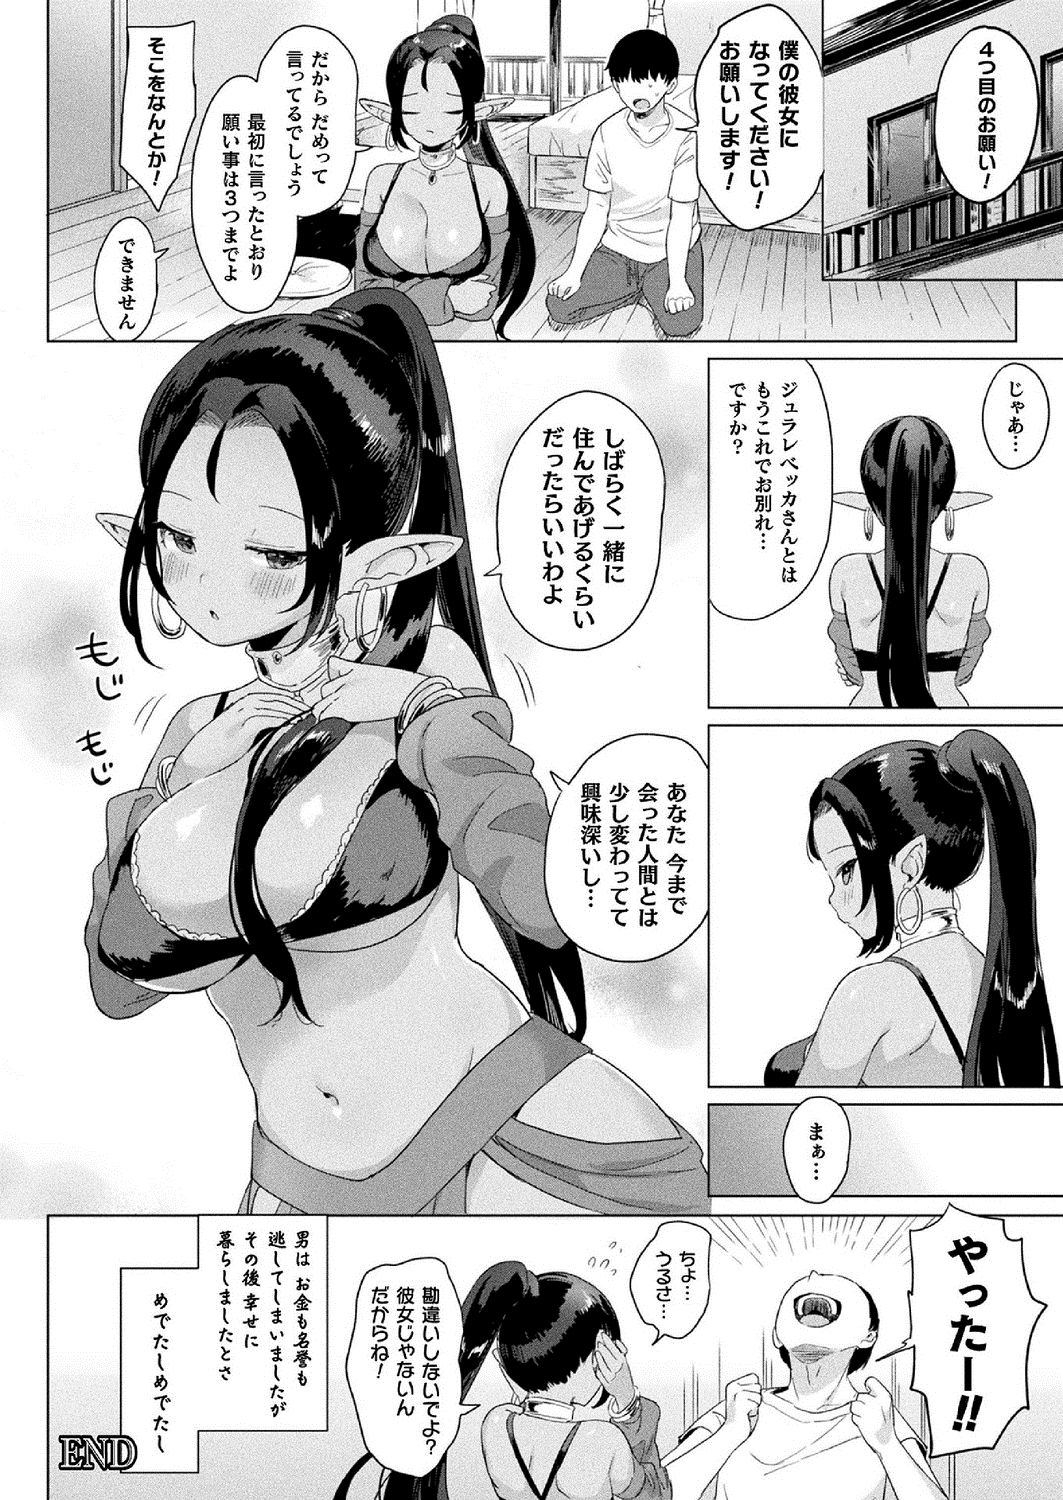 4つ目のお願い！
僕の彼女に
なってください！
お願いします！
だから だめって
言ってるでしょう
最初に言ったとおり
願い事は3つまでよ
そこをなんとか！
できません
じゃあ…
ジュラレベッカさんとは
もうこれでお別れ…
ですか？
まぁ…
しばらく一緒に
住んであげるくらい
だったらいいわよ
あなた 今まで
会った人間とは
少し変わってて
興味深いし…
もじ
もじ
やったー!!
ちょ…
うるさ…
勘違いしないでよ？
彼女じゃないん
だからね！
男は お金も名誉も
逃してしまいましたが
その後 幸せに
暮らしましたとさ
めでたしめでたし
END